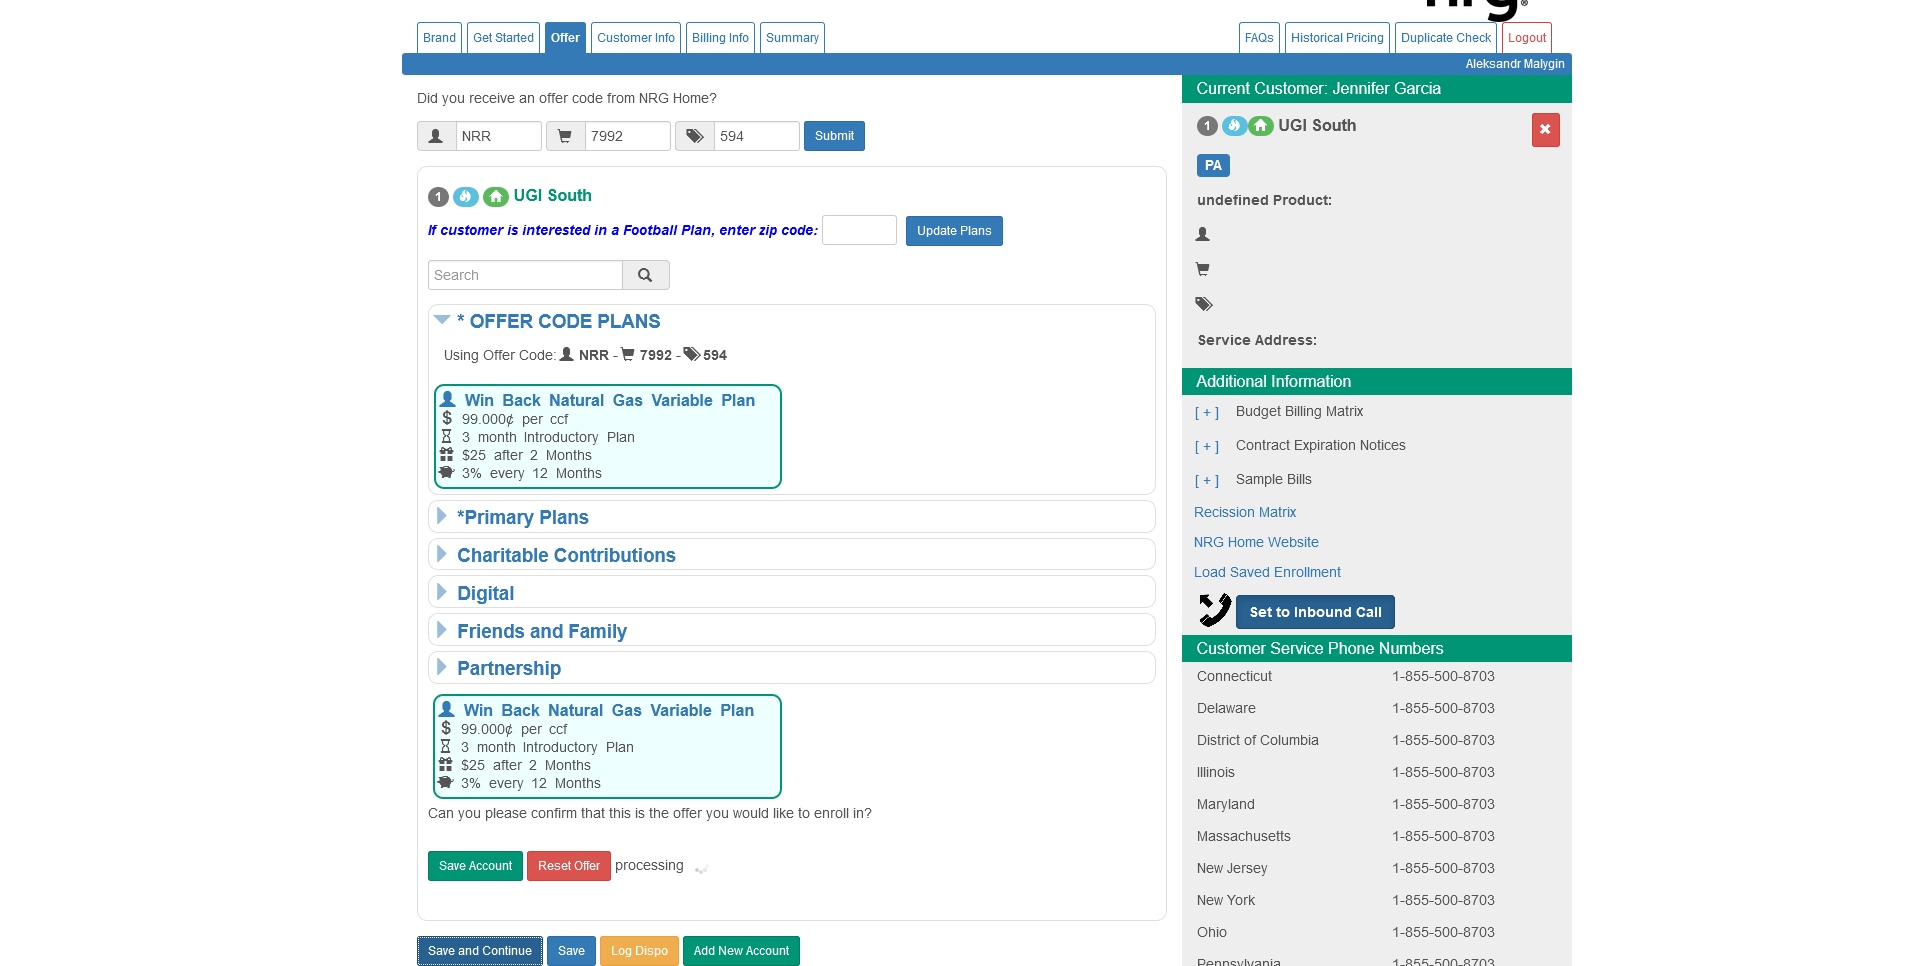 nrg®
Brand
Get Started
Offer
Customer Info
Billing Info
Summary
FAQs
Historical Pricing
Duplicate Check
Logout
Aleksandr Malygin
Did you receive an offer code from NRG Home?
NRR
7992
594
Submit
1 UGI South
If customer is interested in a Football Plan, enter zip code:
Update Plans
Search
* OFFER CODE PLANS
Using Offer Code: NRR - 7992 - 594
Win Back Natural Gas Variable Plan
$ 99.000¢ per ccf
3 month Introductory Plan
$25 after 2 Months
3% every 12 Months
*Primary Plans
Charitable Contributions
Digital
Friends and Family
Partnership
Win Back Natural Gas Variable Plan
$ 99.000¢ per ccf
3 month Introductory Plan
$25 after 2 Months
3% every 12 Months
Can you please confirm that this is the offer you would like to enroll in?
Save Account
Reset Offer
processing
Save and Continue
Save
Log Dispo
Add New Account
Current Customer: Jennifer Garcia
1 UGI South
PA
undefined Product:
Service Address:
Additional Information
[ + ] Budget Billing Matrix
[ + ] Contract Expiration Notices
[ + ] Sample Bills
Recission Matrix
NRG Home Website
Load Saved Enrollment
Set to Inbound Call
Customer Service Phone Numbers
Connecticut 1-855-500-8703
Delaware 1-855-500-8703
District of Columbia 1-855-500-8703
Illinois 1-855-500-8703
Maryland 1-855-500-8703
Massachusetts 1-855-500-8703
New Jersey 1-855-500-8703
New York 1-855-500-8703
Ohio 1-855-500-8703
Pennsylvania 1-855-500-8703